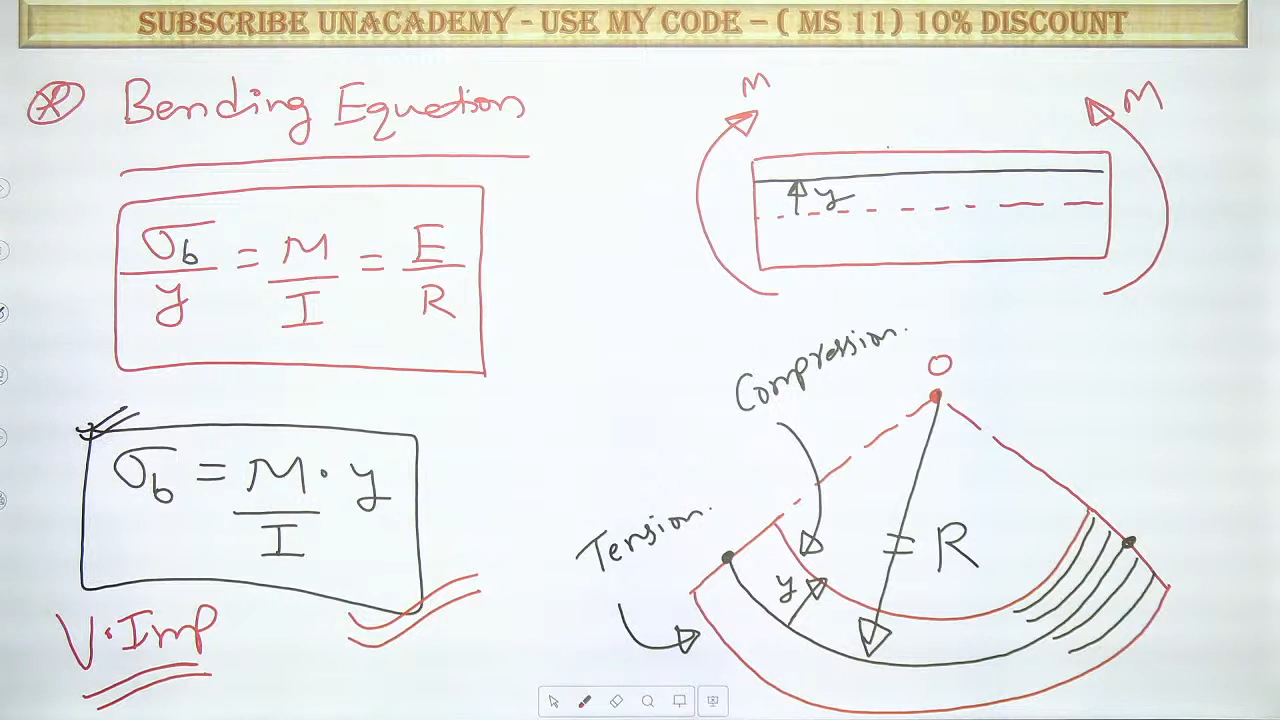 SUBSCRIBE UNACADEMY - USE MY CODE – ( MS 11) 10% DISCOUNT
* Bending Equation
σb/y = M/I = E/R
σb = M/I · y
V.Imp
M
M
y
Compression.
O
Tension.
y
= R